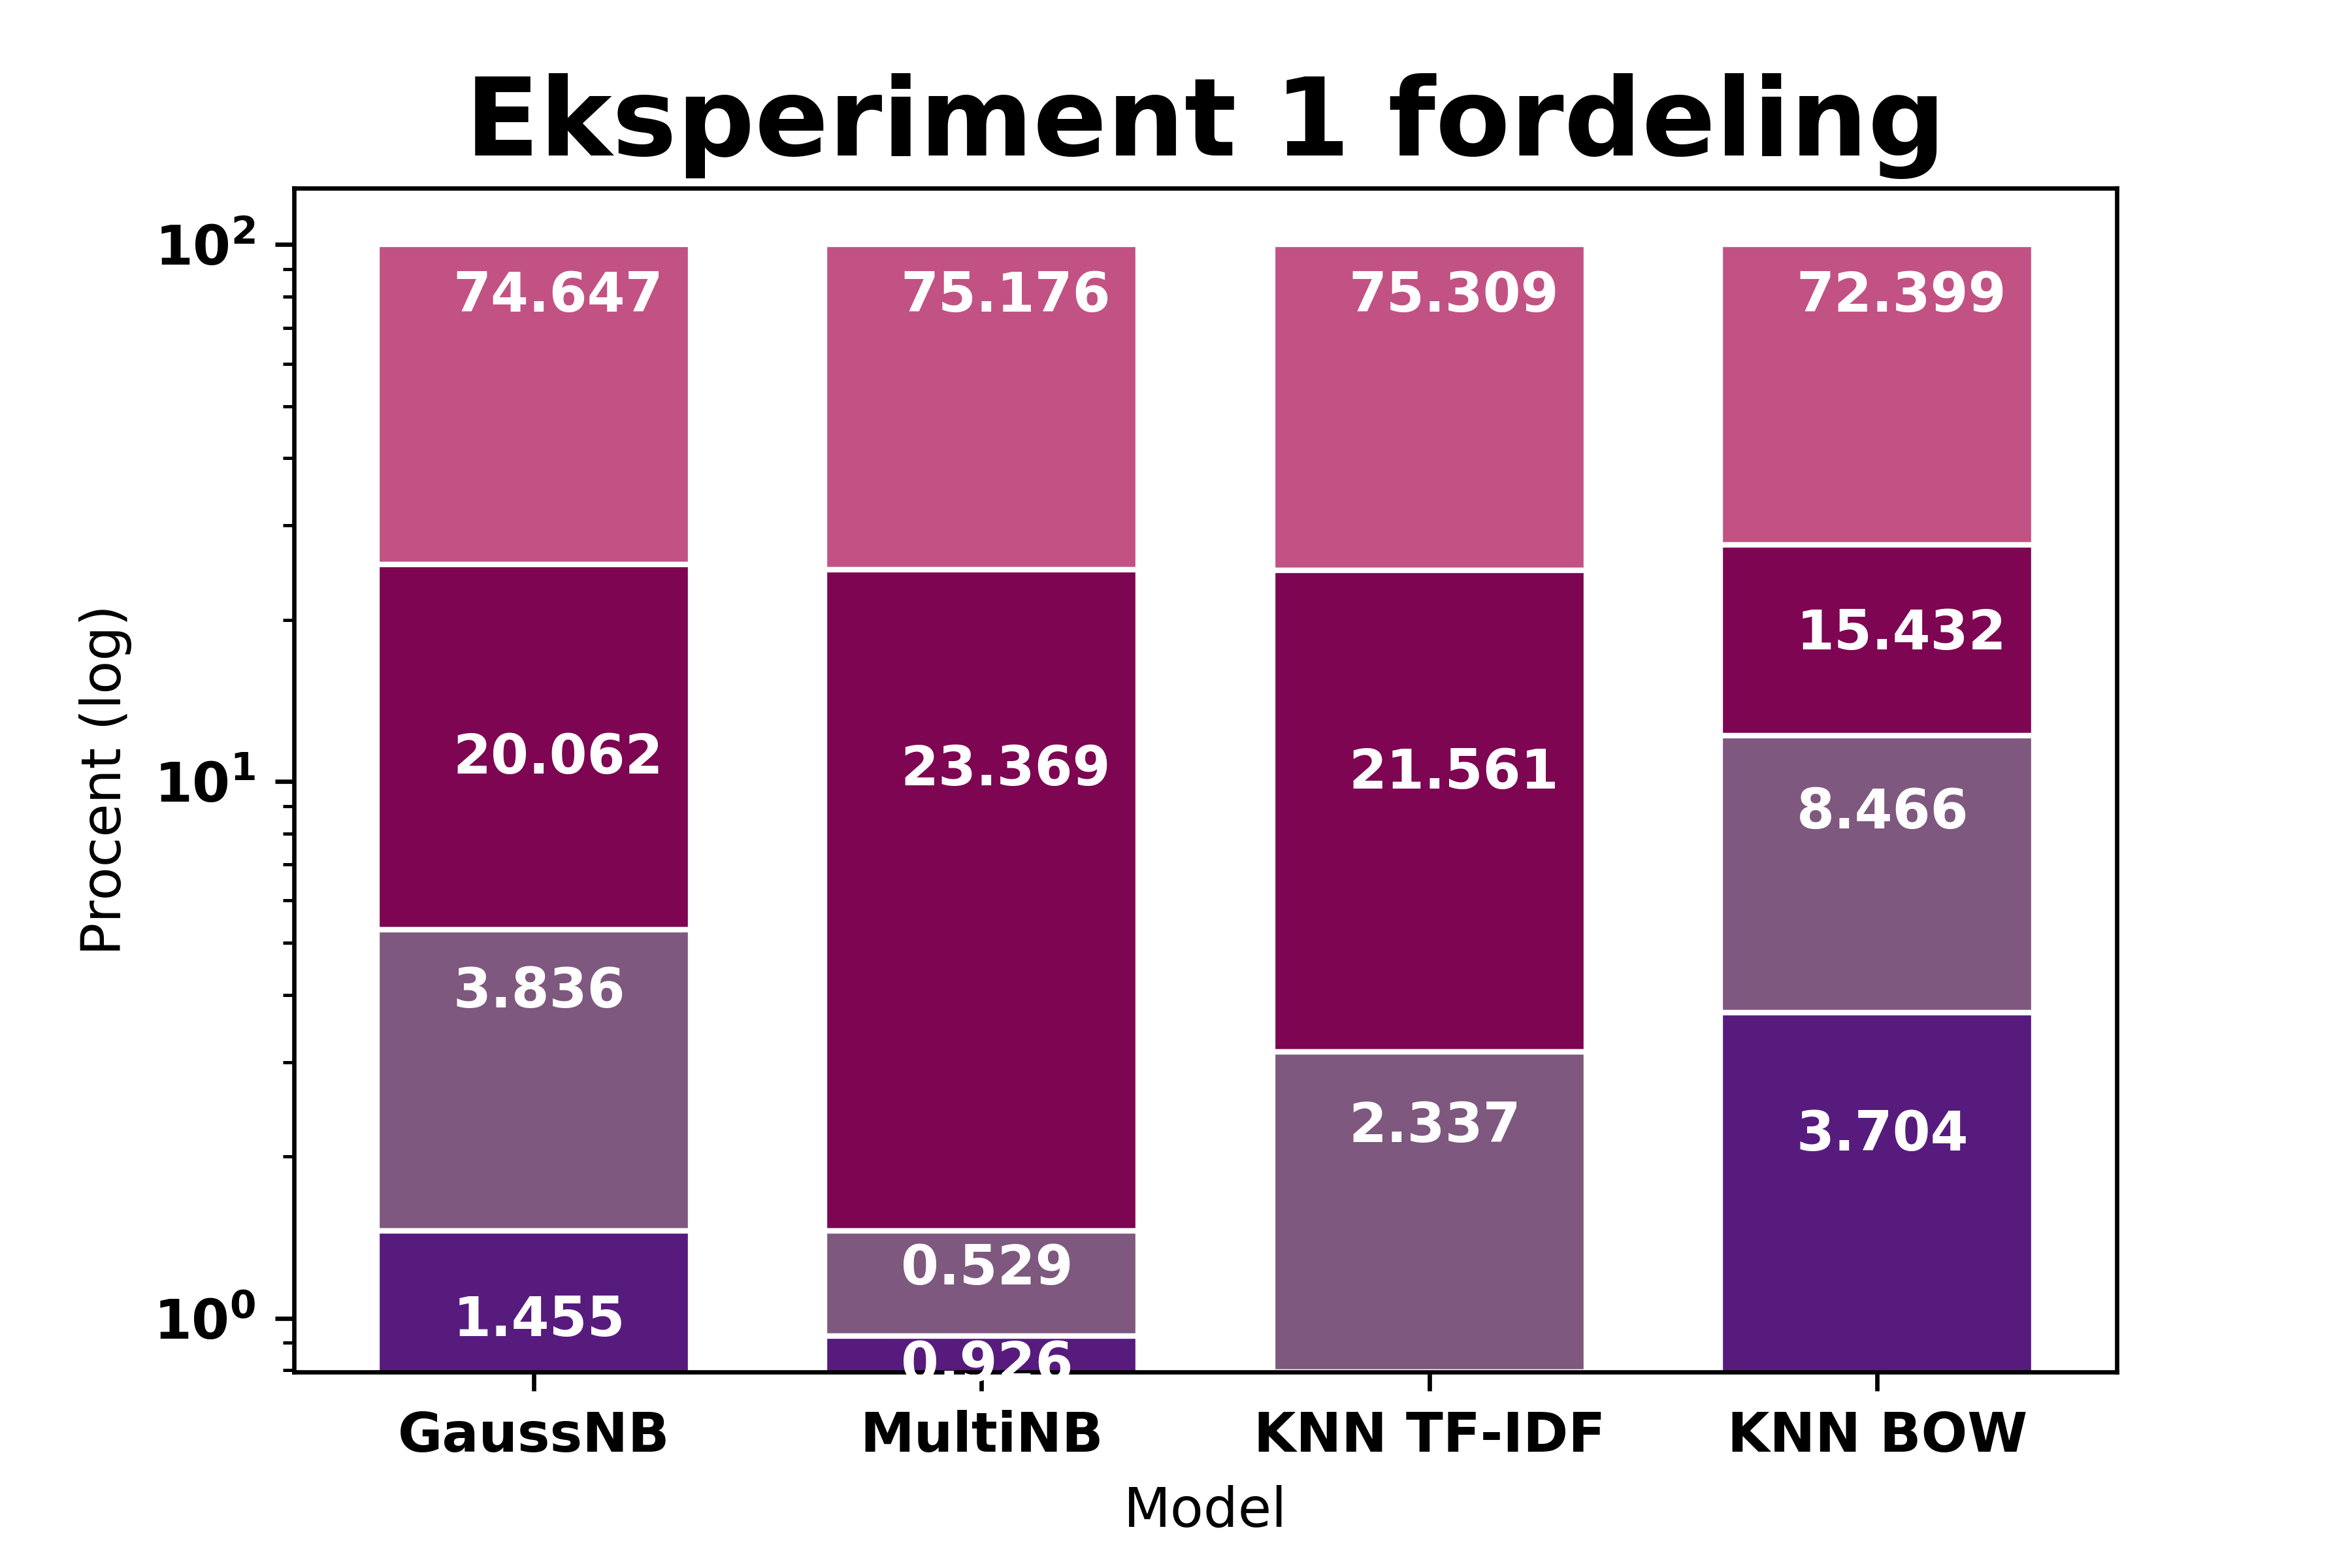 Eksperiment 1 fordeling
10²
10¹
10⁰
Procent (log)
74.647 75.176 75.309 72.399
20.062 23.369 21.561 15.432
3.836 0.529 2.337 8.466
1.455 0.926 3.704
GaussNB MultiNB KNN TF-IDF KNN BOW
Model